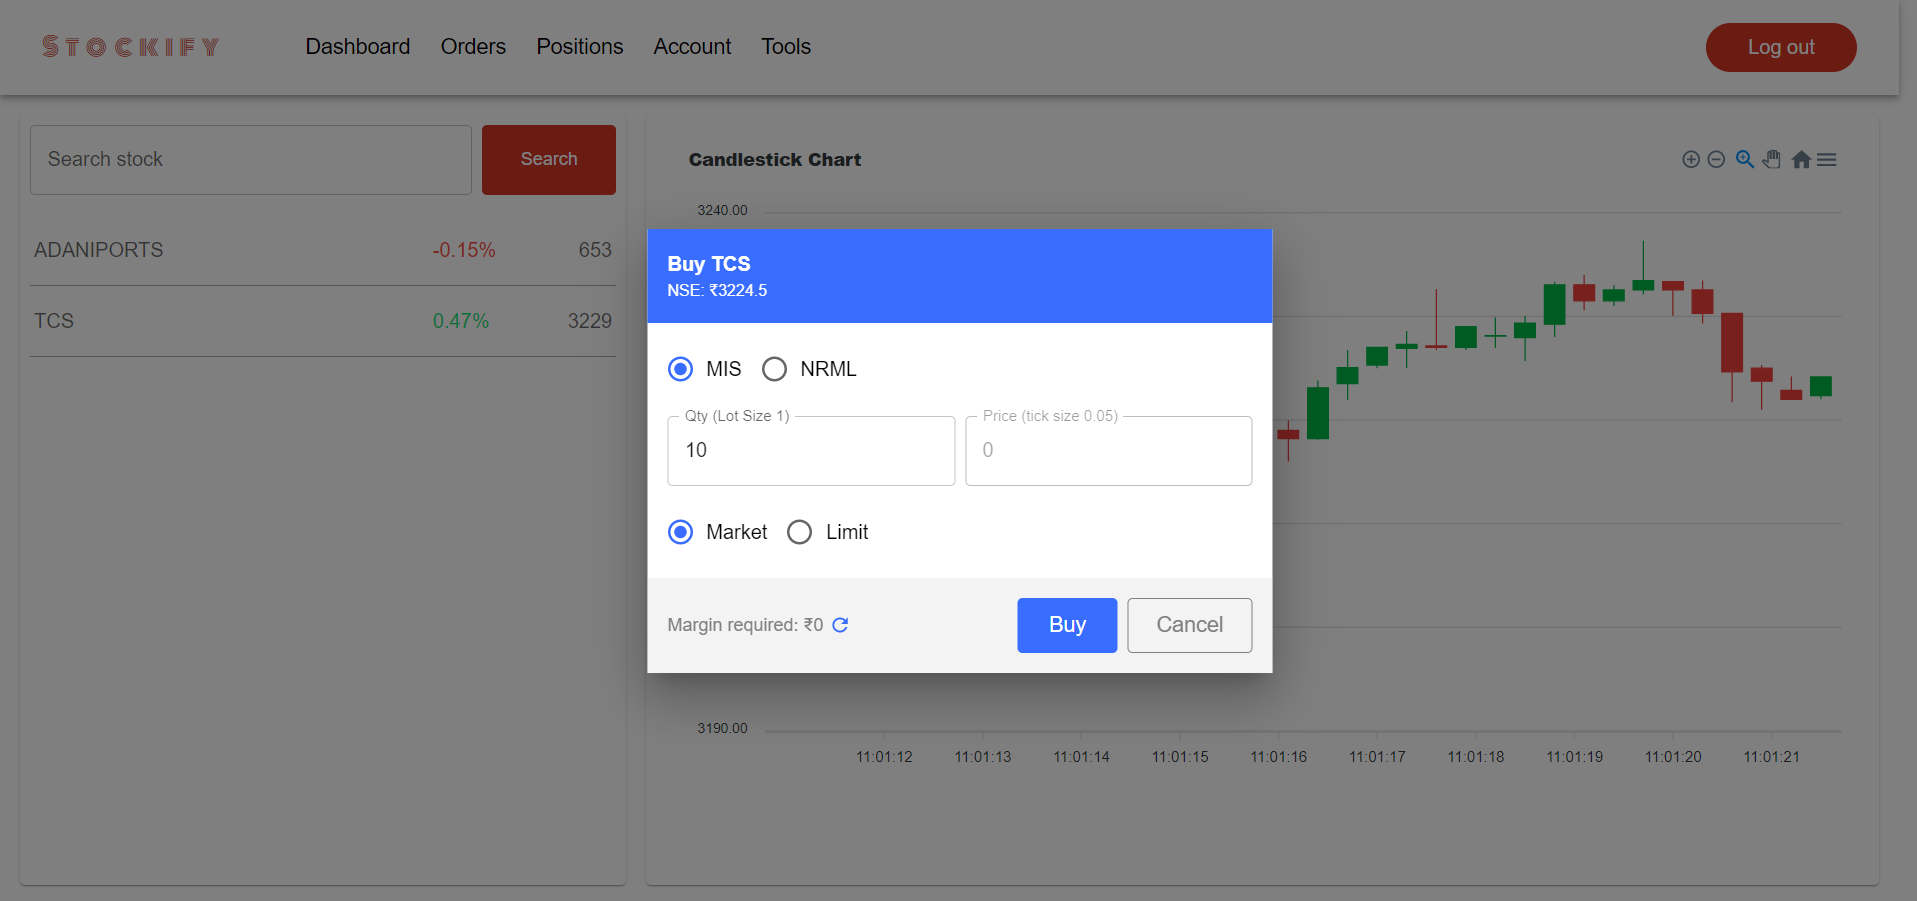 STOCKIFY
Dashboard Orders Positions Account Tools
Log out
Search stock
Search
ADANIPORTS -0.15% 653
TCS 0.47% 3229
Candlestick Chart
3240.00
Buy TCS
NSE: ₹3224.5
MIS NRML
Qty (Lot Size 1) Price (tick size 0.05)
10 0
Market Limit
Margin required: ₹0
Buy Cancel
3190.00
11:01:12 11:01:13 11:01:14 11:01:15 11:01:16 11:01:17 11:01:18 11:01:19 11:01:20 11:01:21